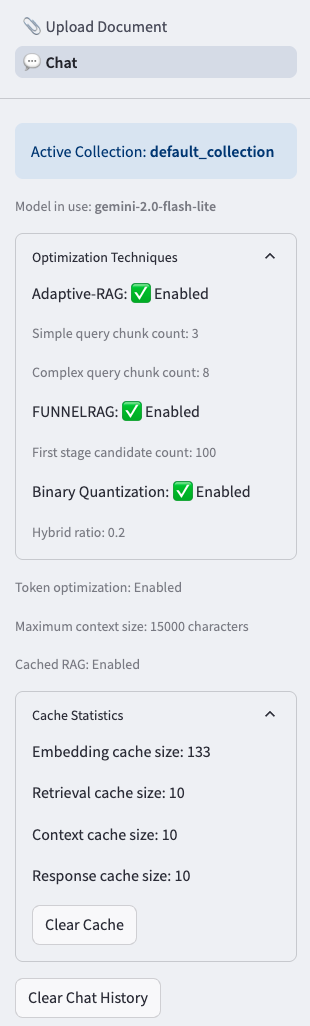 Upload Document
Chat
Active Collection: default_collection
Model in use: gemini-2.0-flash-lite
Optimization Techniques
Adaptive-RAG: ✅ Enabled
Simple query chunk count: 3
Complex query chunk count: 8
FUNNELRAG: ✅ Enabled
First stage candidate count: 100
Binary Quantization: ✅ Enabled
Hybrid ratio: 0.2
Token optimization: Enabled
Maximum context size: 15000 characters
Cached RAG: Enabled
Cache Statistics
Embedding cache size: 133
Retrieval cache size: 10
Context cache size: 10
Response cache size: 10
Clear Cache
Clear Chat History